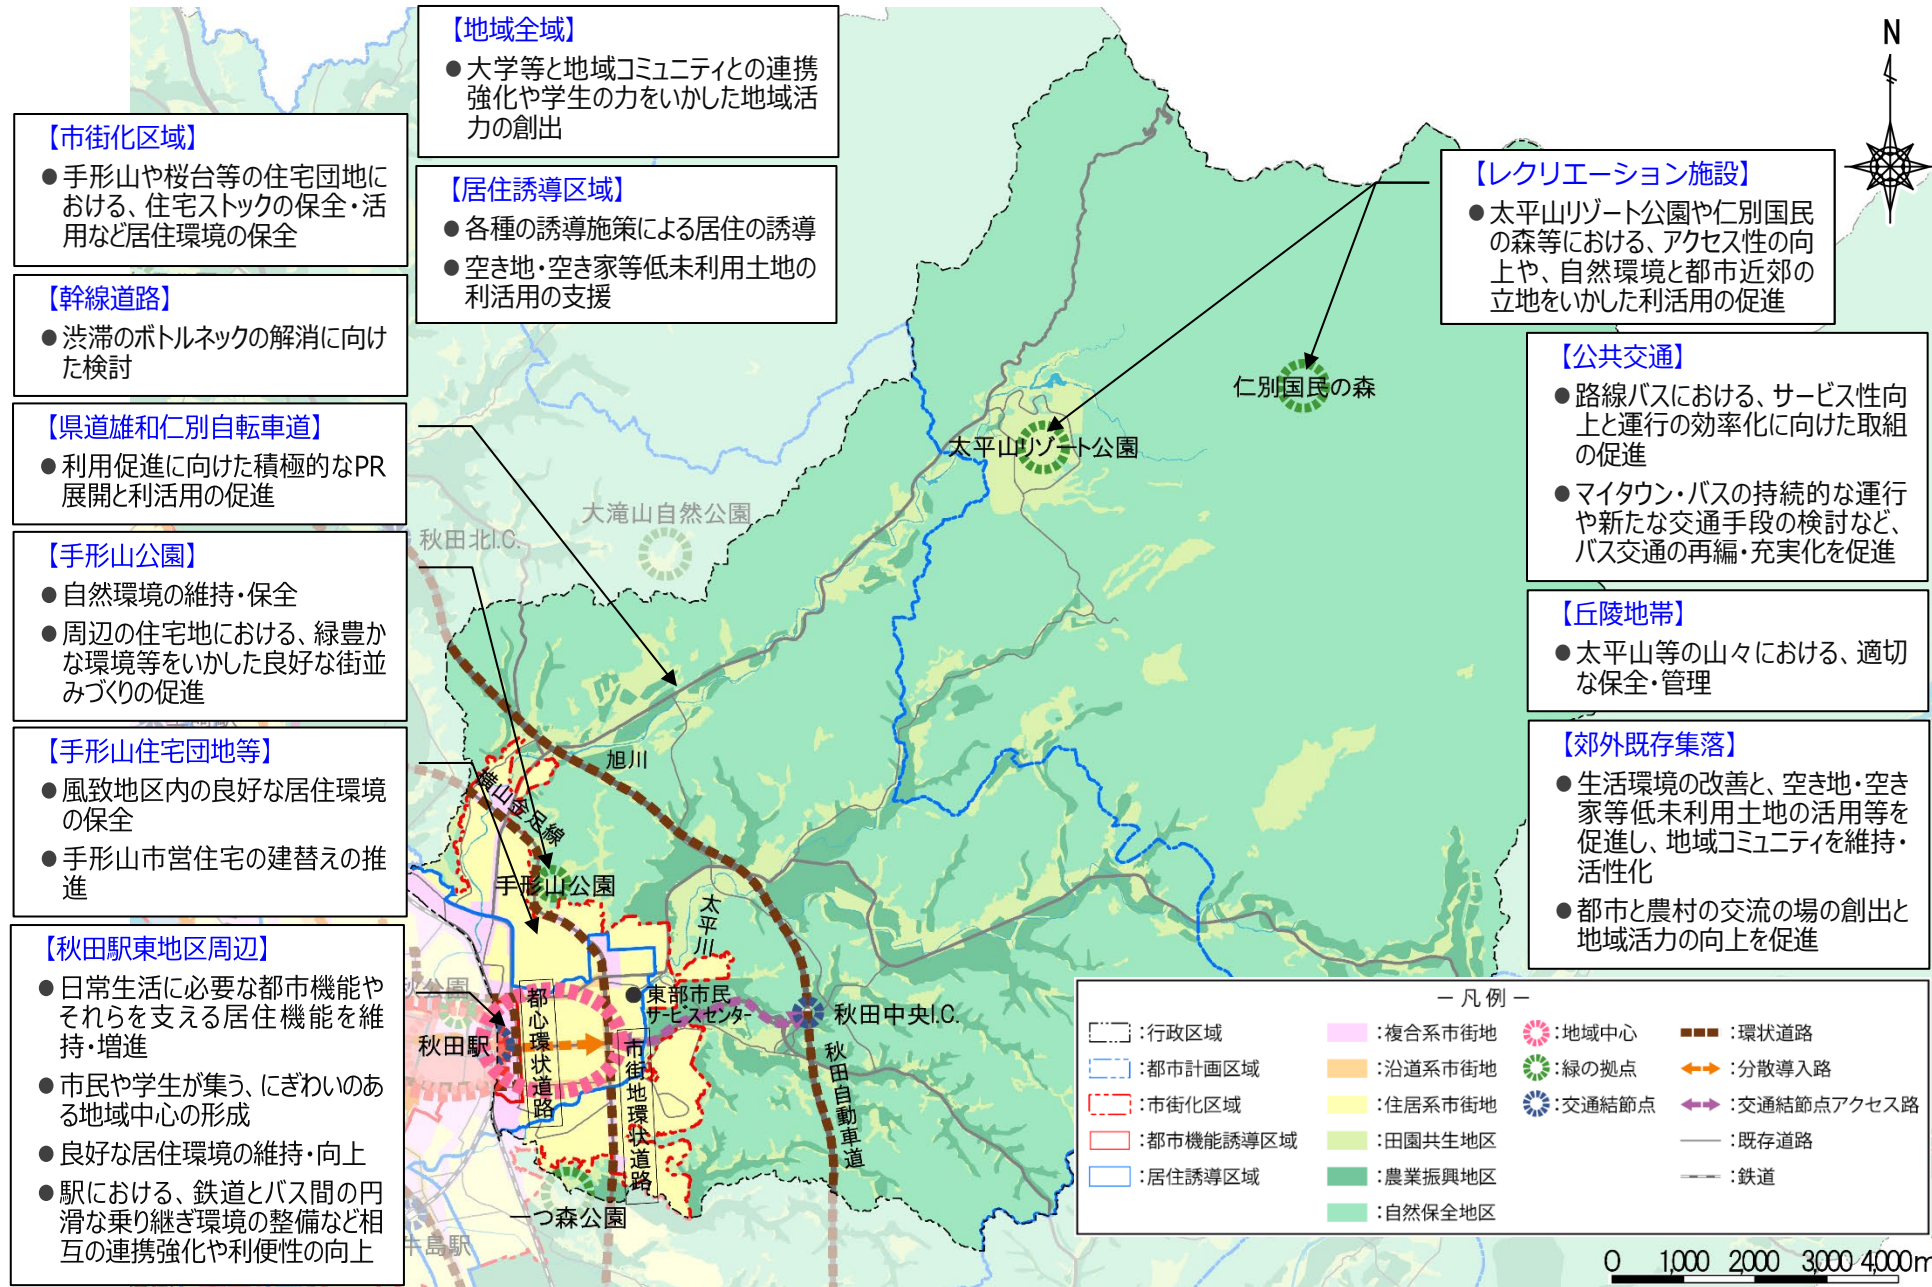 【地域全域】
●大学等と地域コミュニティとの連携
強化や学生の力をいかした地域活
力の創出
【市街化区域】
●手形山や桜台等の住宅団地に
おける、住宅ストックの保全・活
用など居住環境の保全
【居住誘導区域】
●各種の誘導施策による居住の誘導
●空き地・空き家等低未利用土地の
利活用の支援
【幹線道路】
●渋滞のボトルネックの解消に向け
た検討
【県道雄和仁別自転車道】
●利用促進に向けた積極的なPR
展開と利活用の促進
【手形山公園】
●自然環境の維持・保全
●周辺の住宅地における、緑豊か
な環境等をいかした良好な街並
みづくりの促進
【手形山住宅団地等】
●風致地区内の良好な居住環境
の保全
●手形山市営住宅の建替えの推
進
【秋田駅東地区周辺】
●日常生活に必要な都市機能や
それらを支える居住機能を維
持・増進
●市民や学生が集う、にぎわいのあ
る地域中心の形成
●良好な居住環境の維持・向上
●駅における、鉄道とバス間の円
滑な乗り継ぎ環境の整備など相
互の連携強化や利便性の向上
【レクリエーション施設】
●太平山リゾート公園や仁別国民
の森等における、アクセス性の向
上や、自然環境と都市近郊の
立地をいかした利活用の促進
【公共交通】
●路線バスにおける、サービス性向
上と運行の効率化に向けた取組
の促進
●マイタウン・バスの持続的な運行
や新たな交通手段の検討など、
バス交通の再編・充実化を促進
【丘陵地帯】
●太平山等の山々における、適切
な保全・管理
【郊外既存集落】
●生活環境の改善と、空き地・空き
家等低未利用土地の活用等を
促進し、地域コミュニティを維持・
活性化
●都市と農村の交流の場の創出と
地域活力の向上を促進
N
仁別国民の森
太平山リゾート公園
大滝山自然公園
秋田北I.C.
旭川
横山金足線
手形山公園
太平川
東部市民
サービスセンター
秋田中央I.C.
秋田駅
都心環状道路
市街地環状道路
秋田自動車道
一つ森公園
牛島駅
－ 凡 例 －
：行政区域
：都市計画区域
：市街化区域
：都市機能誘導区域
：居住誘導区域
：複合系市街地
：沿道系市街地
：住居系市街地
：田園共生地区
：農業振興地区
：自然保全地区
：地域中心
：緑の拠点
：交通結節点
：環状道路
：分散導入路
：交通結節点アクセス路
：既存道路
：鉄道
0 1,000 2,000 3,000 4,000m